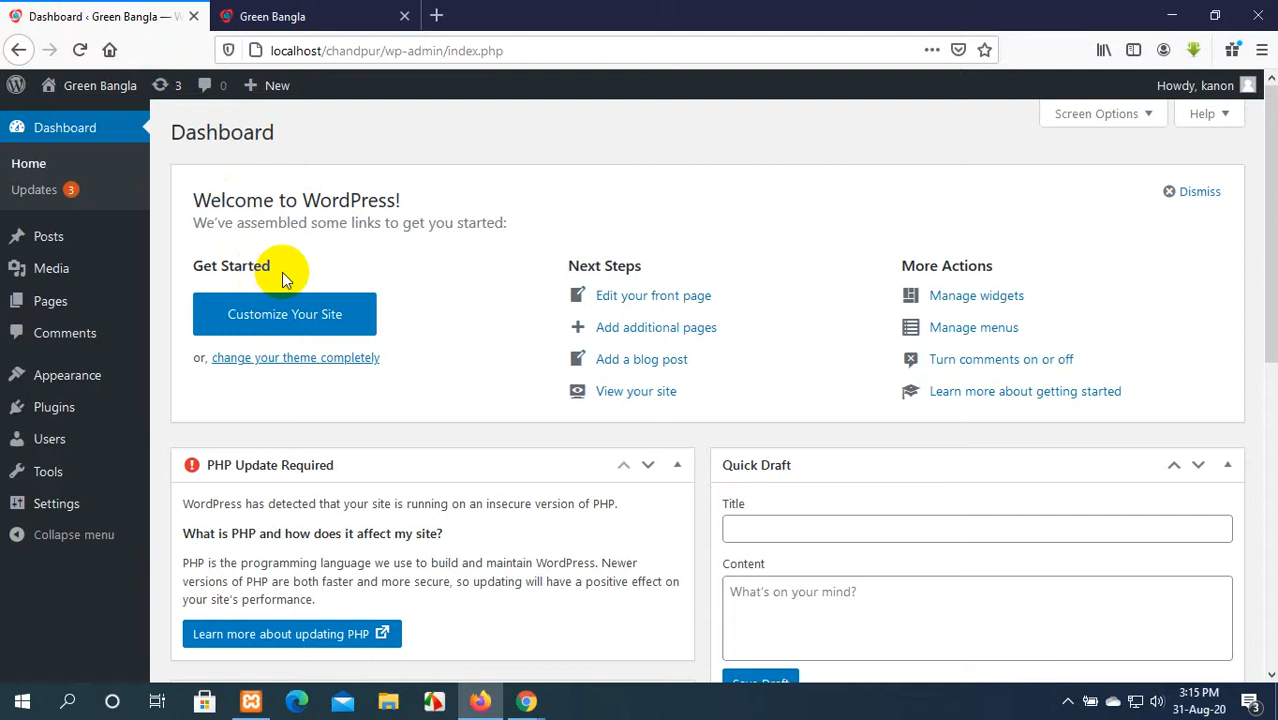 Dashboard ‹ Green Bangla — W
Green Bangla
localhost/chandpur/wp-admin/index.php
Green Bangla
3
0
New
Howdy, kanon
Dashboard
Home
Updates 3
Posts
Media
Pages
Comments
Appearance
Plugins
Users
Tools
Settings
Collapse menu
Dashboard
Screen Options
Help
Welcome to WordPress!
We've assembled some links to get you started:
Dismiss
Get Started
Customize Your Site
or, change your theme completely
Next Steps
Edit your front page
Add additional pages
Add a blog post
View your site
More Actions
Manage widgets
Manage menus
Turn comments on or off
Learn more about getting started
PHP Update Required
WordPress has detected that your site is running on an insecure version of PHP.
What is PHP and how does it affect my site?
PHP is the programming language we use to build and maintain WordPress. Newer
versions of PHP are both faster and more secure, so updating will have a positive effect on
your site's performance.
Learn more about updating PHP
Quick Draft
Title
Content
What's on your mind?
Save Draft
3:15 PM
31-Aug-20
3